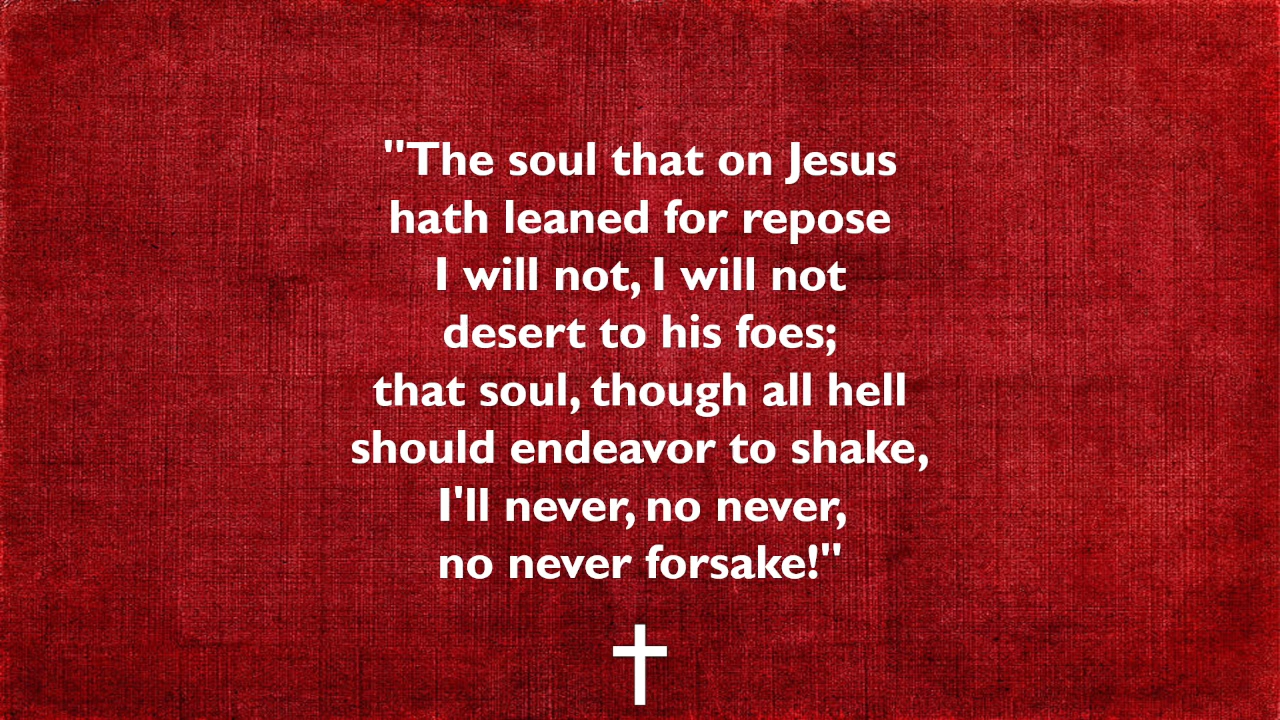 "The soul that on Jesus
hath leaned for repose
I will not, I will not
desert to his foes;
that soul, though all hell
should endeavor to shake,
I'll never, no never,
no never forsake!"